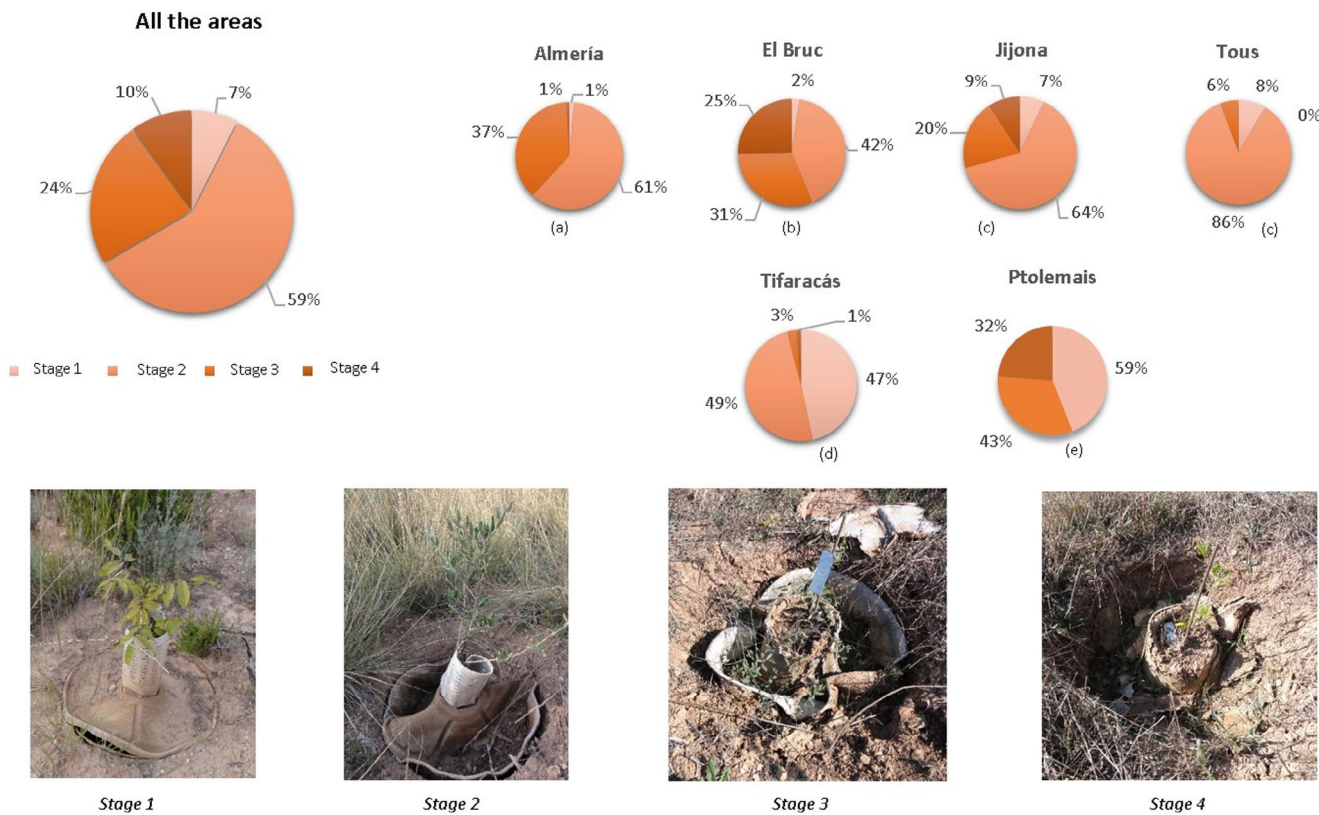 All the areas
10%
7%
24%
59%
Stage 1
Stage 2
Stage 3
Stage 4
Almería
1%
1%
37%
61%
(a)
El Bruc
2%
25%
42%
31%
(b)
Jijona
9%
7%
20%
64%
(c)
Tous
6%
8%
0%
86%
(c)
Tifaracás
3%
1%
47%
49%
(d)
Ptolemais
32%
59%
43%
(e)
Stage 1
Stage 2
Stage 3
Stage 4